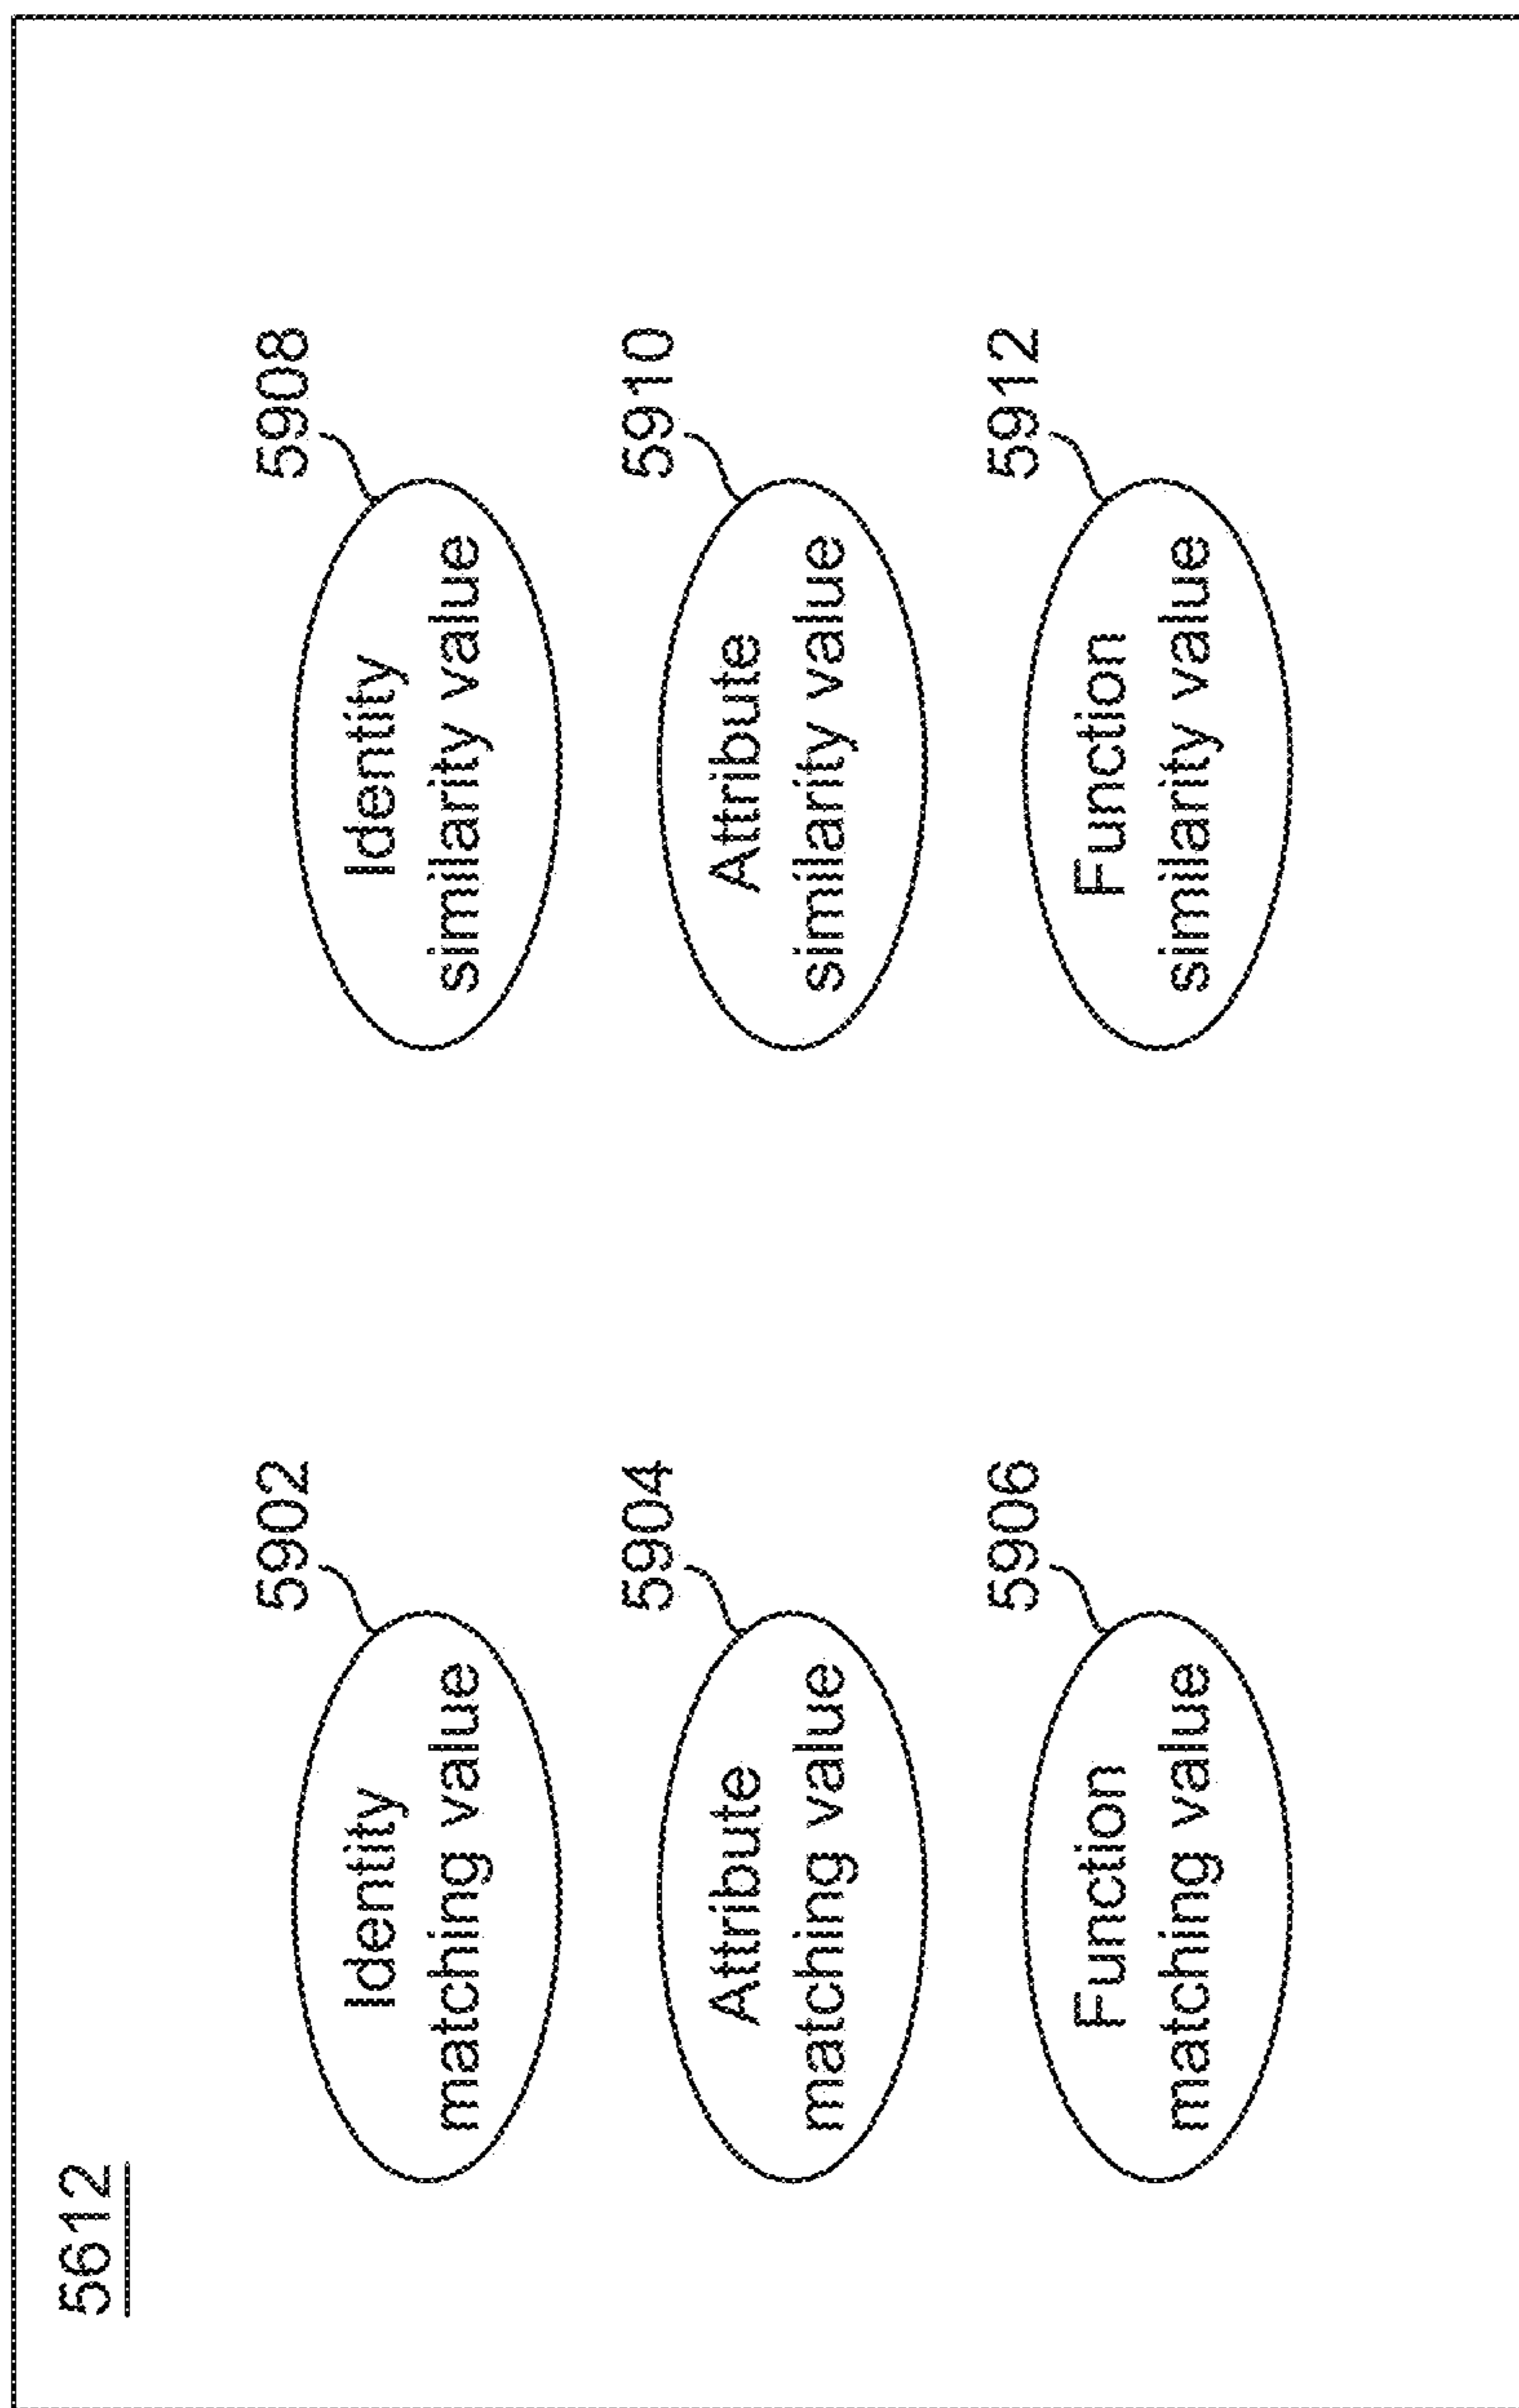 5612
5902
Identity
matching value
5904
Attribute
matching value
5906
Function
matching value
5908
Identity
similarity value
5910
Attribute
similarity value
5912
Function
similarity value